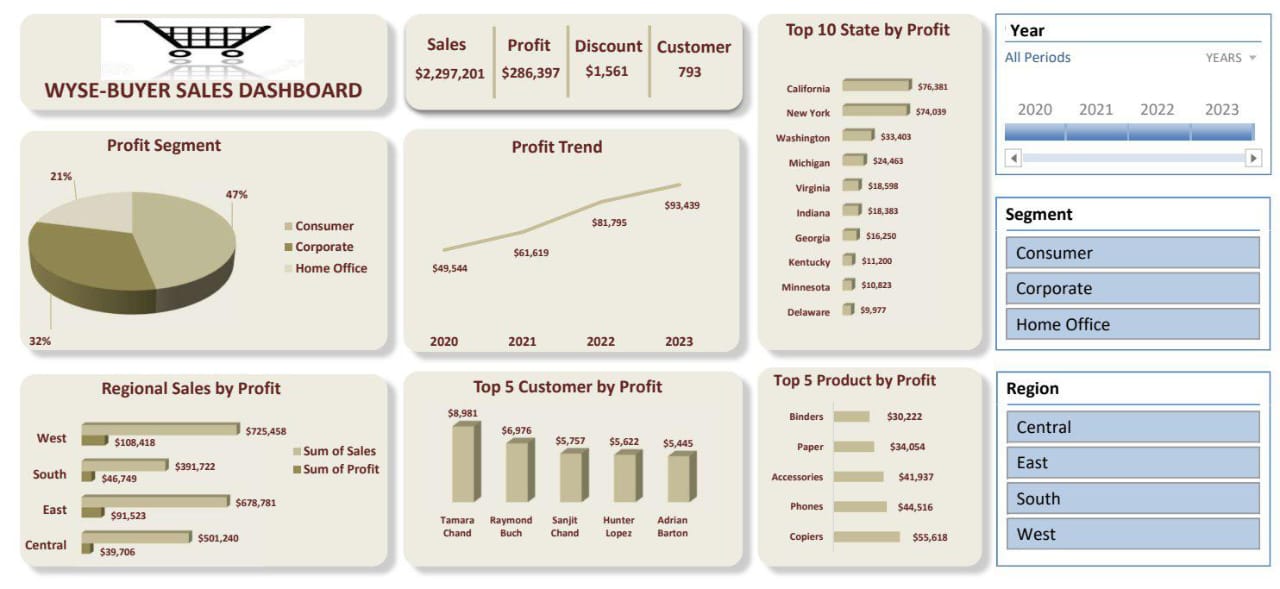 WYSE-BUYER SALES DASHBOARD
Sales Profit Discount Customer
$2,297,201 $286,397 $1,561 793
Profit Segment
21%
47%
32%
Consumer
Corporate
Home Office
Profit Trend
$49,544
$61,619
$81,795
$93,439
2020 2021 2022 2023
Top 10 State by Profit
California $76,381
New York $74,039
Washington $33,403
Michigan $24,463
Virginia $18,598
Indiana $18,383
Georgia $16,250
Kentucky $11,200
Minnesota $10,823
Delaware $9,977
Year
All Periods YEARS
2020 2021 2022 2023
Segment
Consumer
Corporate
Home Office
Regional Sales by Profit
West $725,458
$108,418
South $391,722
$46,749
East $678,781
$91,523
Central $501,240
$39,706
Sum of Sales
Sum of Profit
Top 5 Customer by Profit
$8,981 $6,976 $5,757 $5,622 $5,445
Tamara Raymond Sanjit Hunter Adrian
Chand Buch Chand Lopez Barton
Top 5 Product by Profit
Binders $30,222
Paper $34,054
Accessories $41,937
Phones $44,516
Copiers $55,618
Region
Central
East
South
West